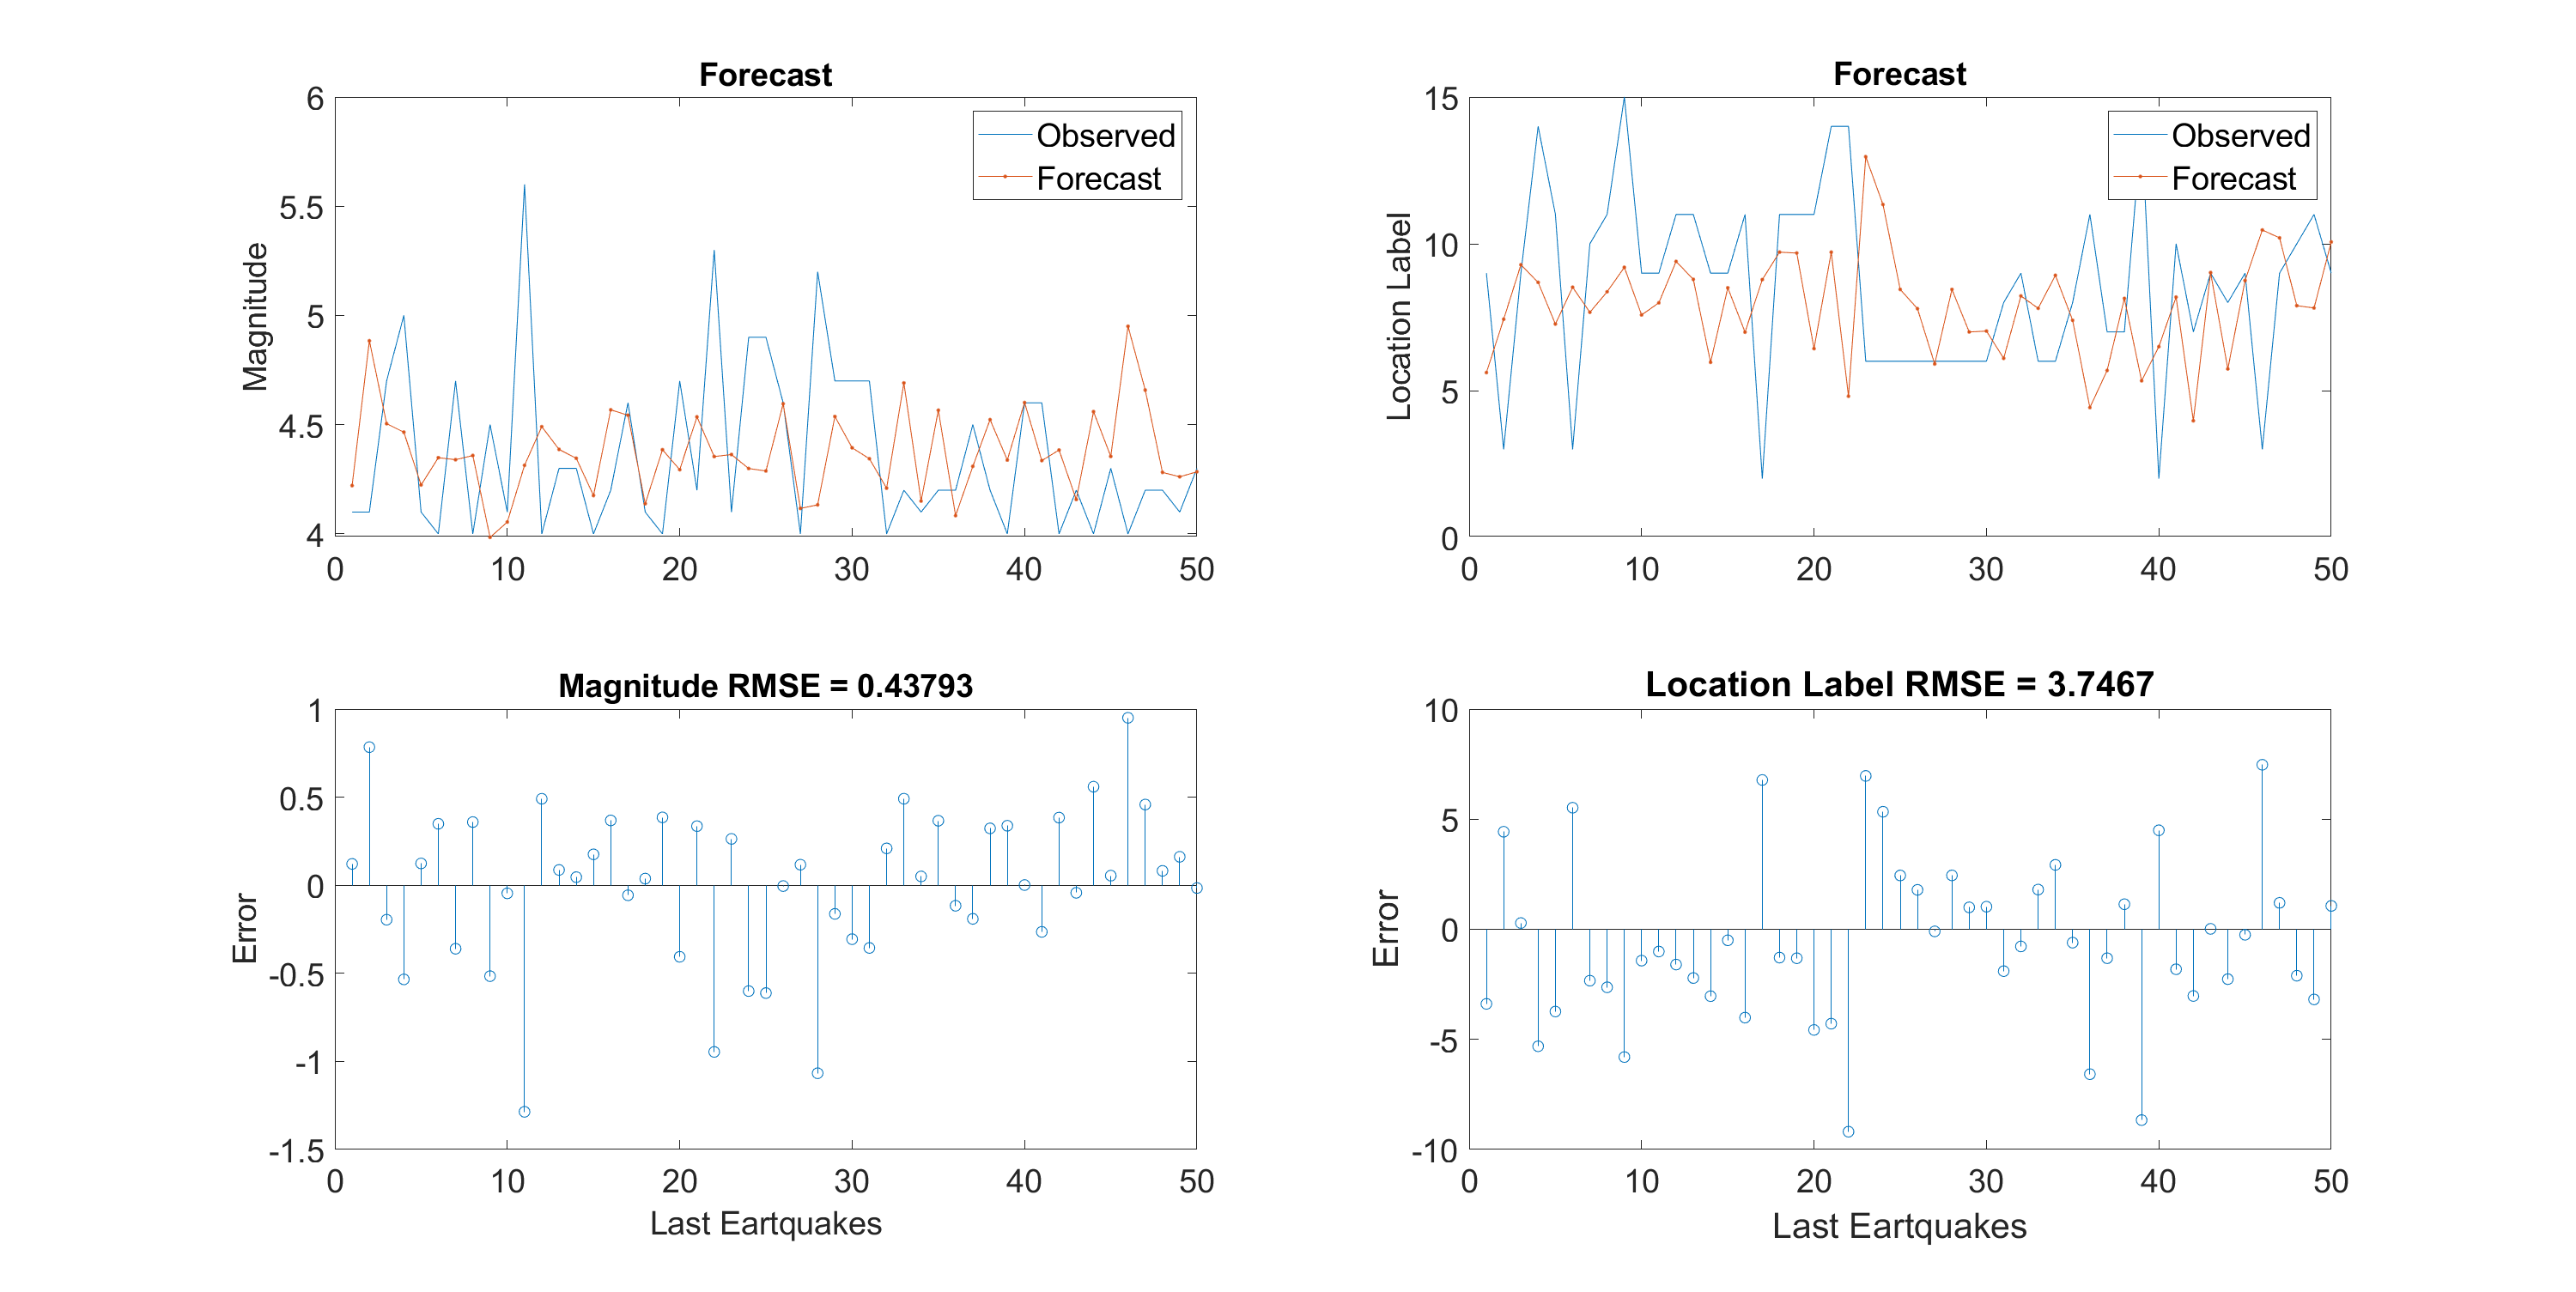 Forecast
6
5.5
5
4.5
4
Magnitude
Observed
Forecast
0 10 20 30 40 50
Forecast
15
10
5
0
Location Label
Observed
Forecast
0 10 20 30 40 50
Magnitude RMSE = 0.43793
1
0.5
0
-0.5
-1
-1.5
Error
0 10 20 30 40 50
Last Eartquakes
Location Label RMSE = 3.7467
10
5
0
-5
-10
Error
0 10 20 30 40 50
Last Eartquakes